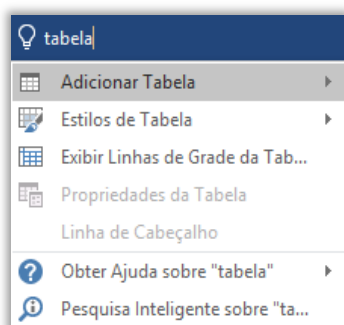 tabela
Adicionar Tabela
Estilos de Tabela
Exibir Linhas de Grade da Tab...
Propriedades da Tabela
Linha de Cabeçalho
Obter Ajuda sobre "tabela"
Pesquisa Inteligente sobre "ta...